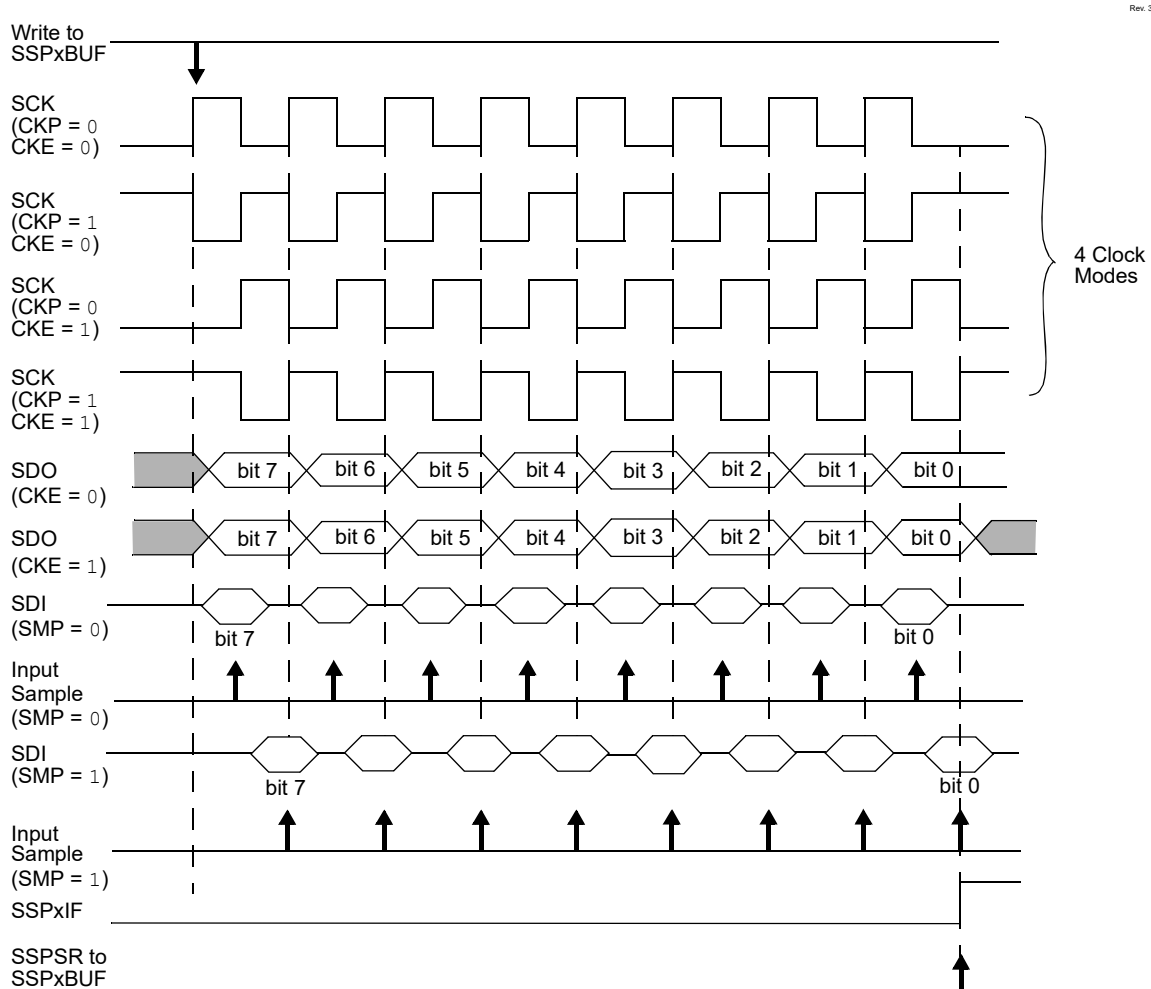 Rev. 3
Write to
SSPxBUF
SCK
(CKP = 0
CKE = 0)
SCK
(CKP = 1
CKE = 0)
SCK
(CKP = 0
CKE = 1)
SCK
(CKP = 1
CKE = 1)
4 Clock
Modes
SDO
(CKE = 0)
bit 7 bit 6 bit 5 bit 4 bit 3 bit 2 bit 1 bit 0
SDO
(CKE = 1)
bit 7 bit 6 bit 5 bit 4 bit 3 bit 2 bit 1 bit 0
SDI
(SMP = 0)
bit 7 bit 0
Input
Sample
(SMP = 0)
SDI
(SMP = 1)
bit 7 bit 0
Input
Sample
(SMP = 1)
SSPxIF
SSPSR to
SSPxBUF